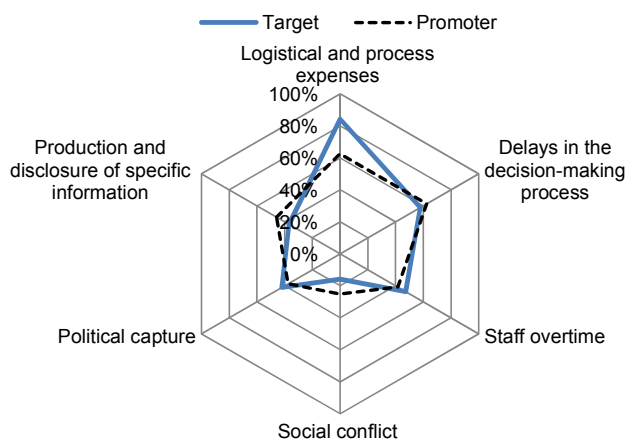 Target Promoter
Logistical and process
expenses
100%
80%
60%
40%
20%
0%
Delays in the
decision-making
process
Staff overtime
Social conflict
Political capture
Production and
disclosure of specific
information